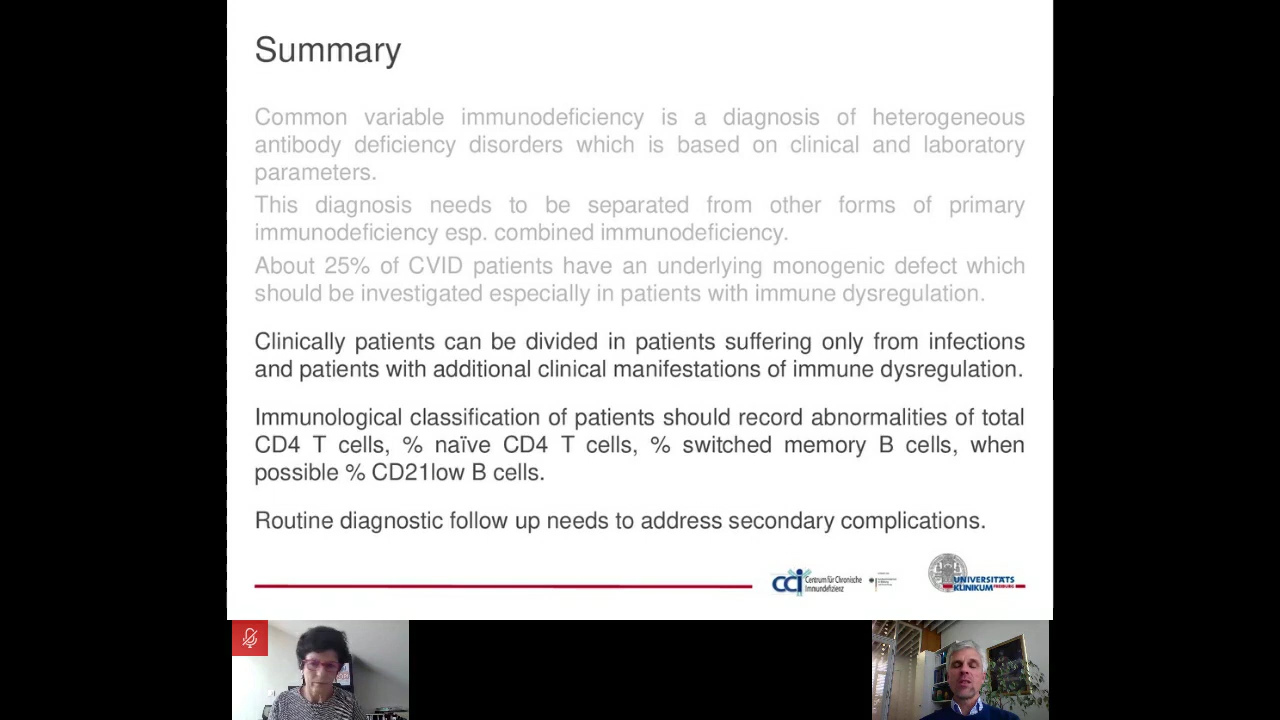 Summary
Common variable immunodeficiency is a diagnosis of heterogeneous
antibody deficiency disorders which is based on clinical and laboratory
parameters.
This diagnosis needs to be separated from other forms of primary
immunodeficiency esp. combined immunodeficiency.
About 25% of CVID patients have an underlying monogenic defect which
should be investigated especially in patients with immune dysregulation.
Clinically patients can be divided in patients suffering only from infections
and patients with additional clinical manifestations of immune dysregulation.
Immunological classification of patients should record abnormalities of total
CD4 T cells, % naïve CD4 T cells, % switched memory B cells, when
possible % CD21low B cells.
Routine diagnostic follow up needs to address secondary complications.
cci Centrum für Chronische
Immundefizienz
UNIVERSITÄTS
KLINIKUM FREIBURG